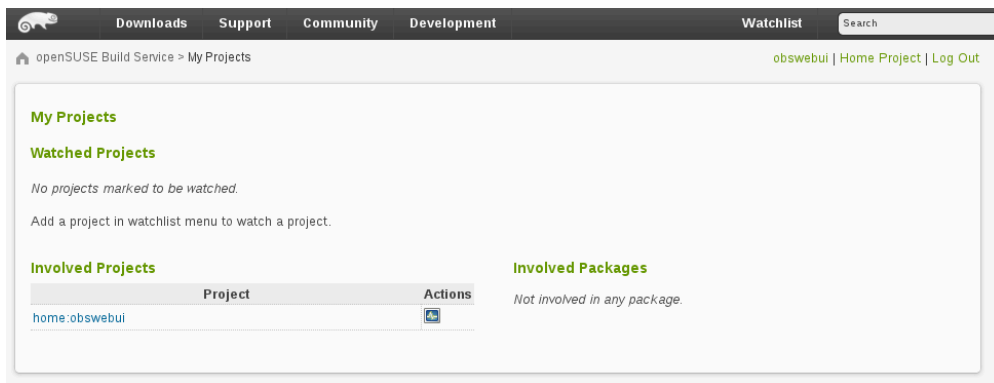 Downloads Support Community Development Watchlist Search
openSUSE Build Service > My Projects obswebui | Home Project | Log Out
My Projects
Watched Projects
No projects marked to be watched.
Add a project in watchlist menu to watch a project.
Involved Projects Involved Packages
Project Actions
Not involved in any package.
home:obswebui